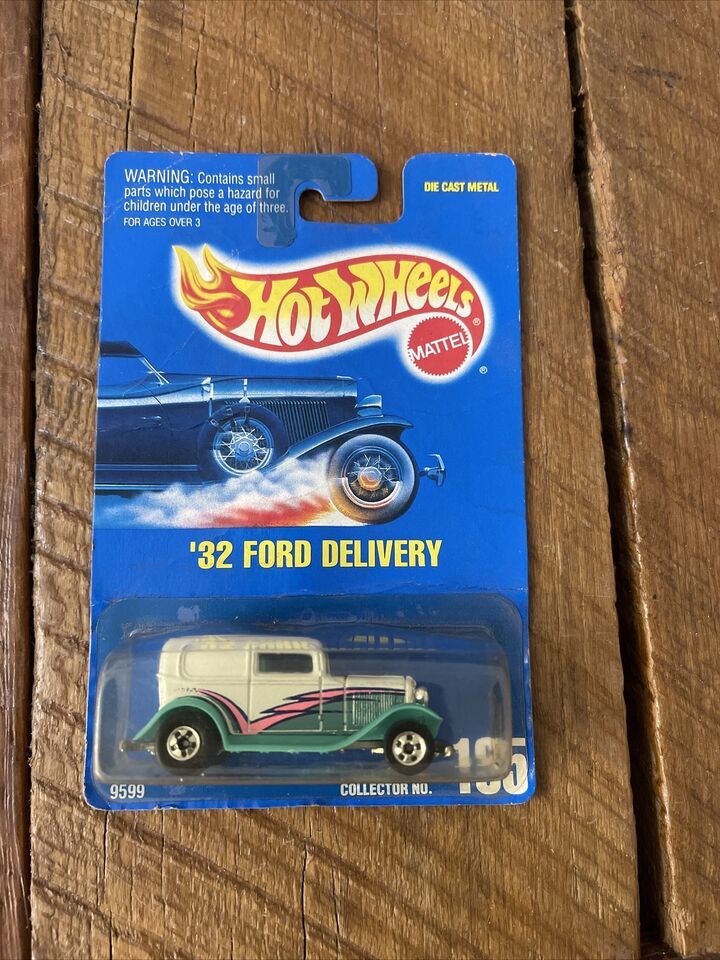 WARNING: Contains small
parts which pose a hazard for
children under the age of three.
FOR AGES OVER 3
DIE CAST METAL
Hot Wheels
®
MATTEL
®
'32 FORD DELIVERY
9599
COLLECTOR NO.